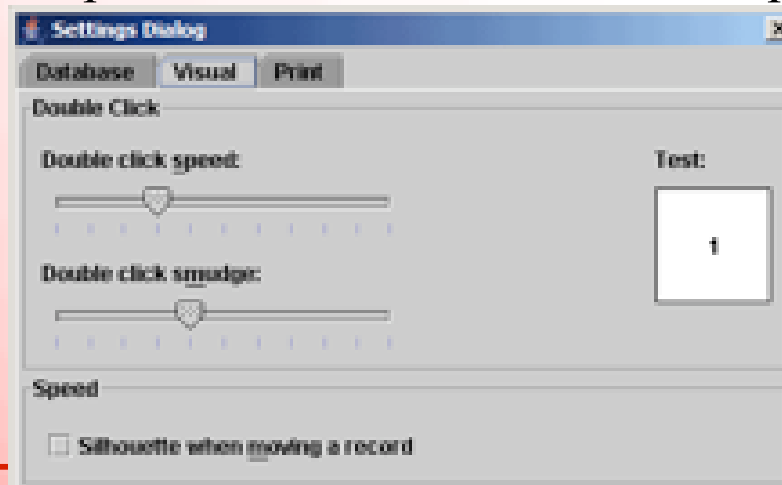 Settings Dialog
Database Visual Print
Double Click
Double click speed:
Test:
1
Double click smudge:
Speed
Silhouette when moving a record